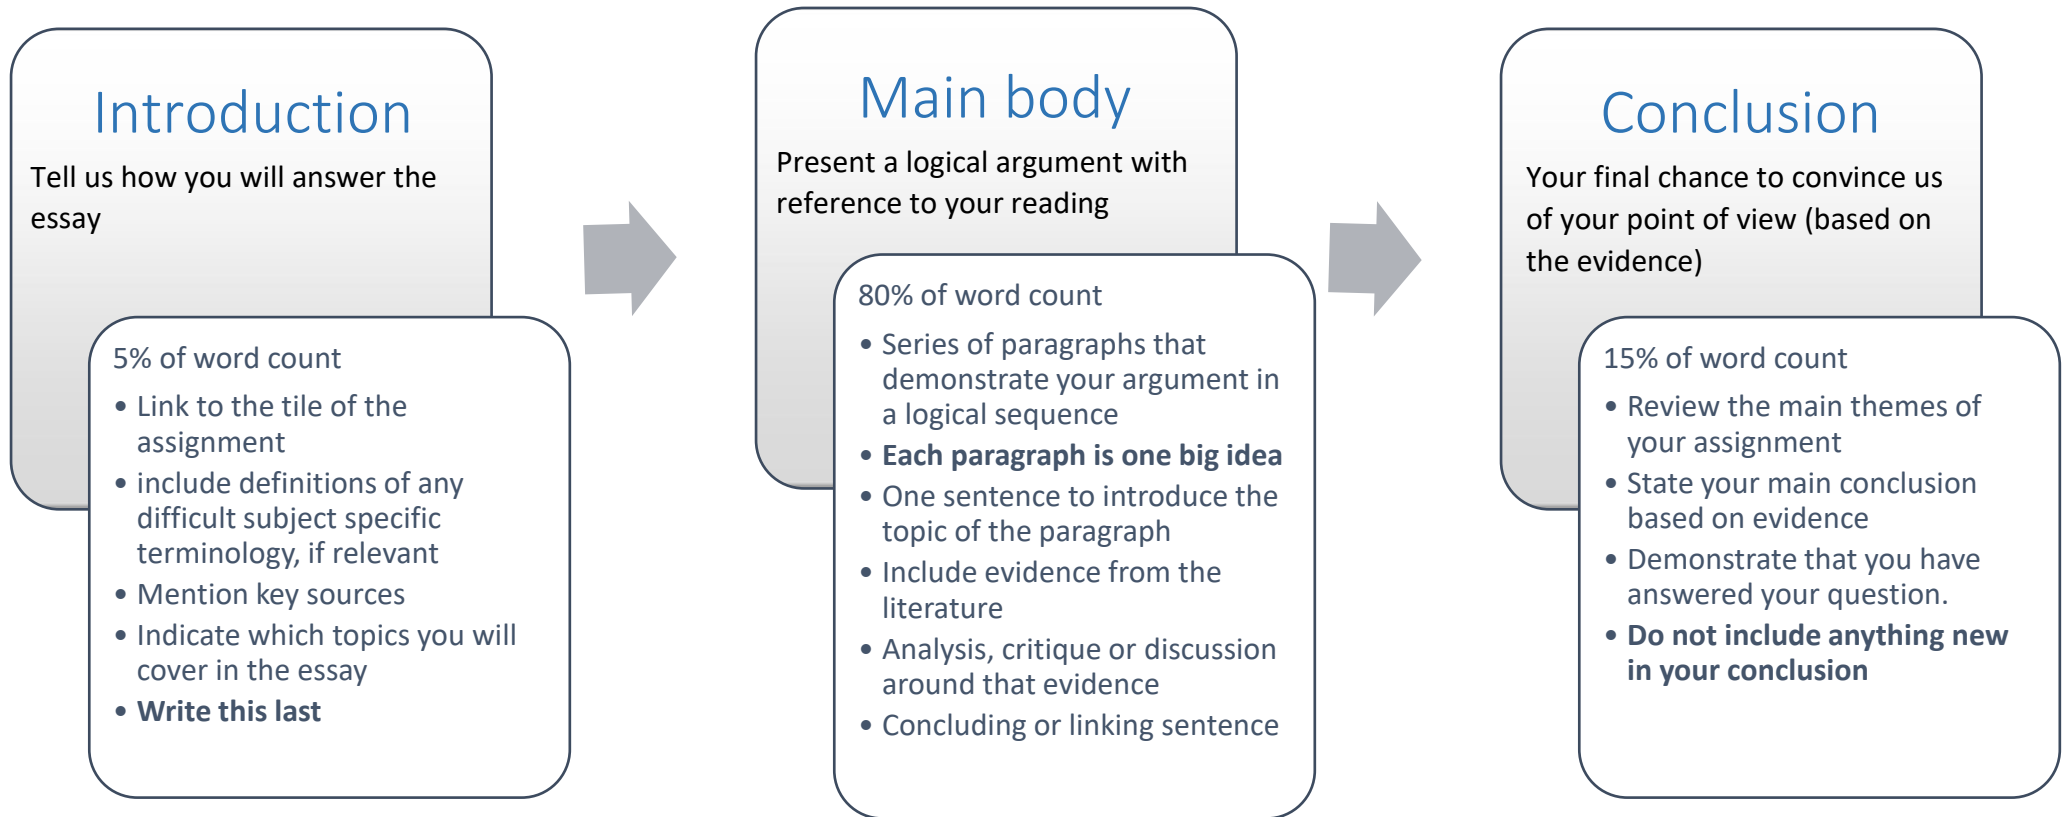 Introduction
Tell us how you will answer the
essay
5% of word count
• Link to the tile of the
assignment
• include definitions of any
difficult subject specific
terminology, if relevant
• Mention key sources
• Indicate which topics you will
cover in the essay
• Write this last
Main body
Present a logical argument with
reference to your reading
80% of word count
• Series of paragraphs that
demonstrate your argument in
a logical sequence
• Each paragraph is one big idea
• One sentence to introduce the
topic of the paragraph
• Include evidence from the
literature
• Analysis, critique or discussion
around that evidence
• Concluding or linking sentence
Conclusion
Your final chance to convince us
of your point of view (based on
the evidence)
15% of word count
• Review the main themes of
your assignment
• State your main conclusion
based on evidence
• Demonstrate that you have
answered your question.
• Do not include anything new
in your conclusion